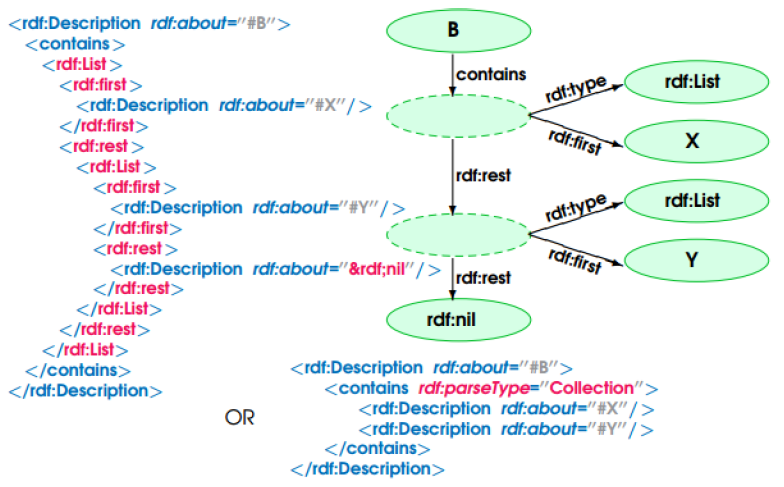 <rdf:Description rdf:about="#B">
<contains>
<rdf:List>
<rdf:first>
<rdf:Description rdf:about="#X"/>
</rdf:first>
<rdf:rest>
<rdf:List>
<rdf:first>
<rdf:Description rdf:about="#Y"/>
</rdf:first>
<rdf:rest>
<rdf:Description rdf:about="&rdf;nil"/>
</rdf:rest>
</rdf:List>
</rdf:rest>
</rdf:List>
</contains>
</rdf:Description>
B
contains
rdf:type
rdf:List
rdf:first
X
rdf:rest
rdf:type
rdf:List
rdf:first
Y
rdf:rest
rdf:nil
OR
<rdf:Description rdf:about="#B">
<contains rdf:parseType="Collection">
<rdf:Description rdf:about="#X"/>
<rdf:Description rdf:about="#Y"/>
</contains>
</rdf:Description>